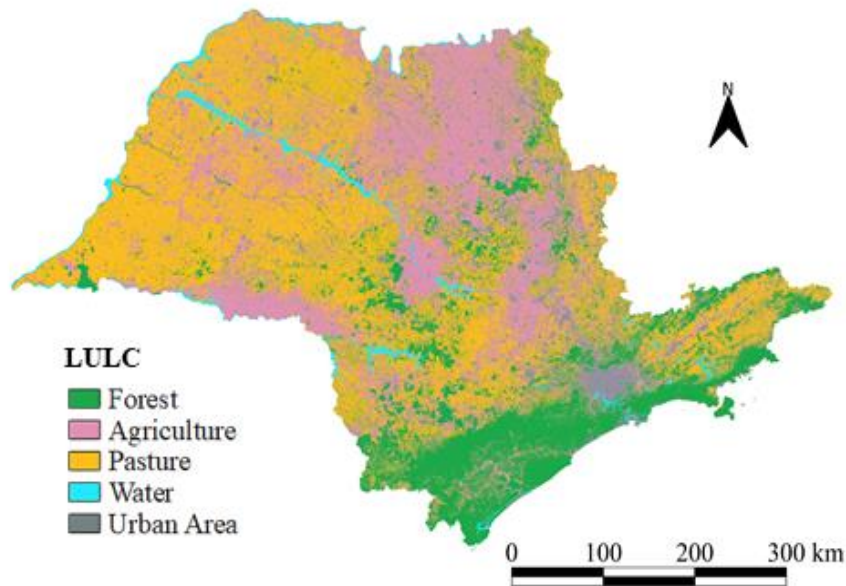 N
LULC
Forest
Agriculture
Pasture
Water
Urban Area
0 100 200 300 km